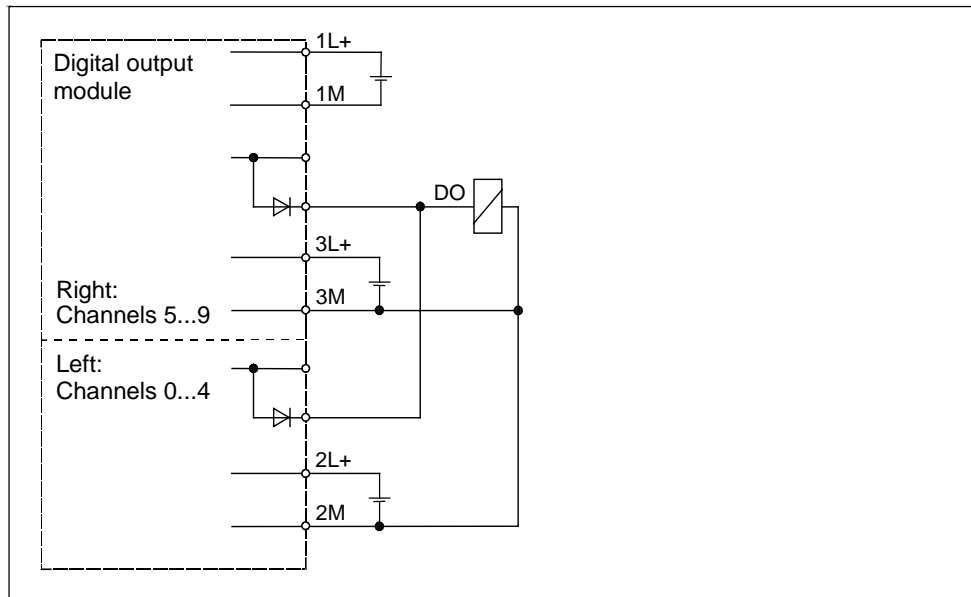 Digital output
module
1L+
1M
DO
3L+
3M
Right:
Channels 5...9
Left:
Channels 0...4
2L+
2M